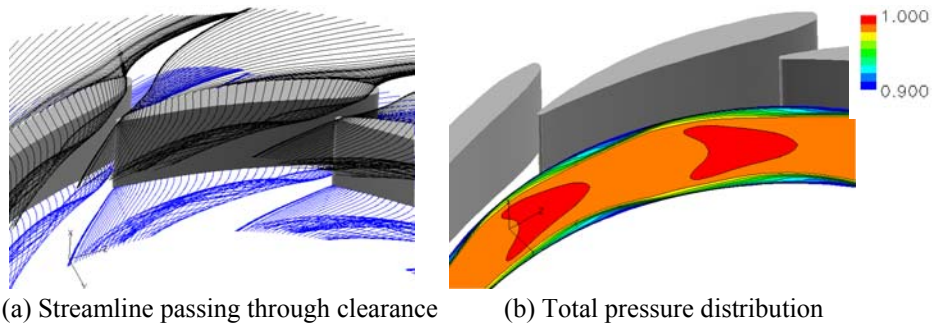 1.000
0.900
(a) Streamline passing through clearance
(b) Total pressure distribution